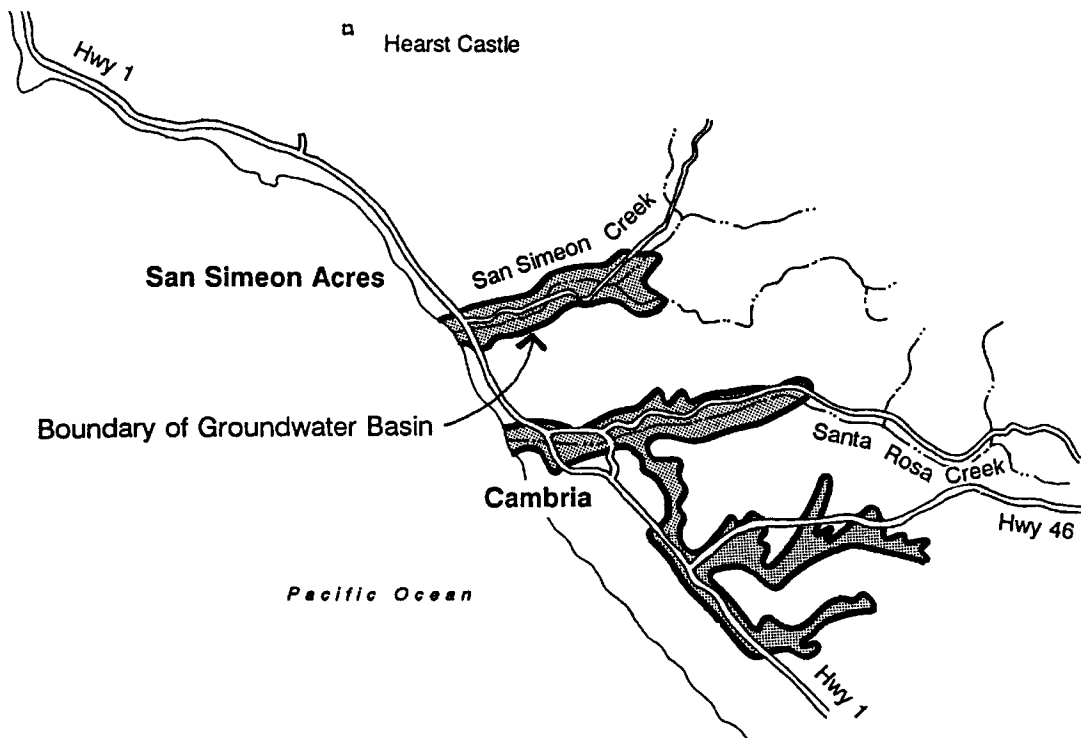 Hwy 1
Hearst Castle
San Simeon Creek
San Simeon Acres
Boundary of Groundwater Basin
Santa Rosa Creek
Cambria
Hwy 46
Pacific Ocean
Hwy 1